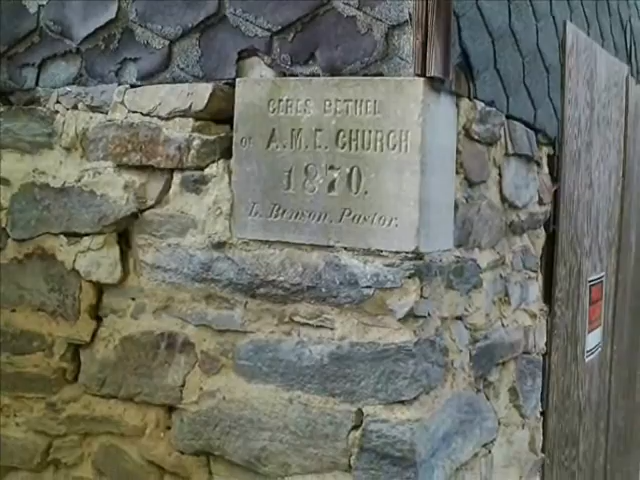 CERES BETHEL
OF A.M.E. CHURCH
1870.
L. Benson, Pastor.